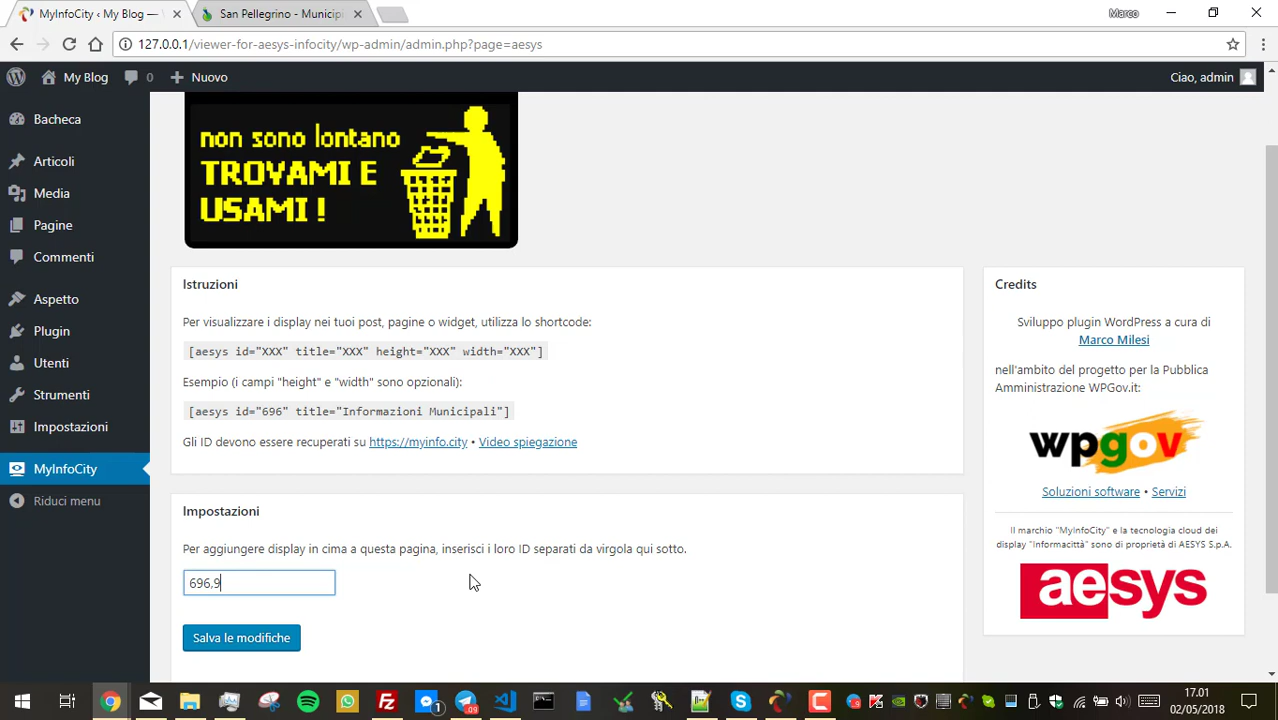 MyInfoCity ‹ My Blog —
San Pellegrino - Municipi
Marco
127.0.0.1/viewer-for-aesys-infocity/wp-admin/admin.php?page=aesys
My Blog
0
Nuovo
Ciao, admin
Bacheca
Articoli
Media
Pagine
Commenti
Aspetto
Plugin
Utenti
Strumenti
Impostazioni
MyInfoCity
Riduci menu
non sono lontano
TROVAMI E
USAMI !
Istruzioni
Per visualizzare i display nei tuoi post, pagine o widget, utilizza lo shortcode:
[aesys id="XXX" title="XXX" height="XXX" width="XXX"]
Esempio (i campi "height" e "width" sono opzionali):
[aesys id="696" title="Informazioni Municipali"]
Gli ID devono essere recuperati su https://myinfo.city • Video spiegazione
Impostazioni
Per aggiungere display in cima a questa pagina, inserisci i loro ID separati da virgola qui sotto.
696,9
Salva le modifiche
Credits
Sviluppo plugin WordPress a cura di
Marco Milesi
nell'ambito del progetto per la Pubblica
Amministrazione WPGov.it:
wpgov
Soluzioni software • Servizi
Il marchio "MyInfoCity" e la tecnologia cloud dei
display "Informacittà" sono di proprietà di AESYS S.p.A.
aesys
17.01
02/05/2018